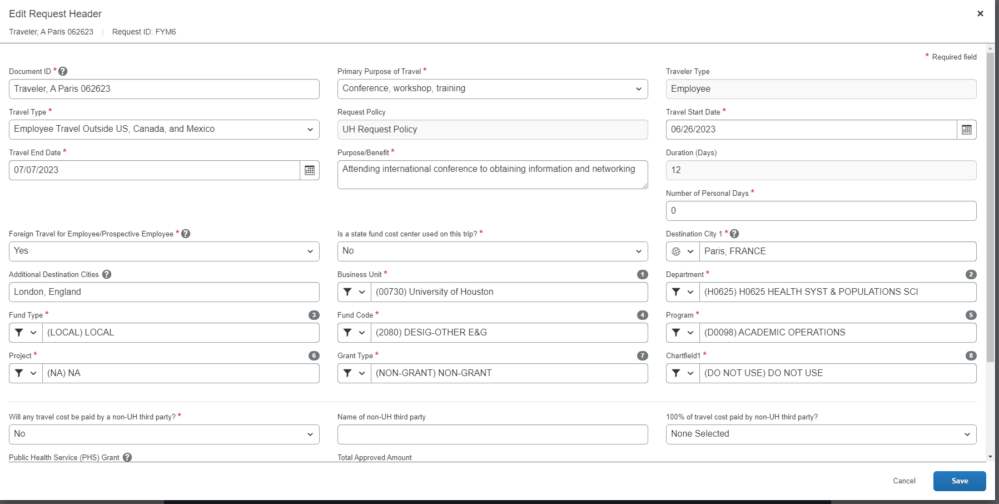 Edit Request Header
Traveler, A Paris 062623 | Request ID: FYM6
* Required field
Document ID *
Traveler, A Paris 062623
Primary Purpose of Travel *
Conference, workshop, training
Traveler Type
Employee
Travel Type *
Employee Travel Outside US, Canada, and Mexico
Request Policy
UH Request Policy
Travel Start Date *
06/26/2023
Travel End Date *
07/07/2023
Purpose/Benefit *
Attending international conference to obtaining information and networking
Duration (Days)
12
Number of Personal Days *
0
Foreign Travel for Employee/Prospective Employee *
Yes
Is a state fund cost center used on this trip? *
No
Destination City 1 *
Paris, FRANCE
Additional Destination Cities
London, England
Business Unit * 1
(00730) University of Houston
Department * 2
(H0625) H0625 HEALTH SYST & POPULATIONS SCI
Fund Type * 3
(LOCAL) LOCAL
Fund Code * 4
(2080) DESIG-OTHER E&G
Program * 5
(D0098) ACADEMIC OPERATIONS
Project * 6
(NA) NA
Grant Type * 7
(NON-GRANT) NON-GRANT
Chartfield1 * 8
(DO NOT USE) DO NOT USE
Will any travel cost be paid by a non-UH third party? *
No
Name of non-UH third party
100% of travel cost paid by non-UH third party?
None Selected
Public Health Service (PHS) Grant
Total Approved Amount
Cancel
Save